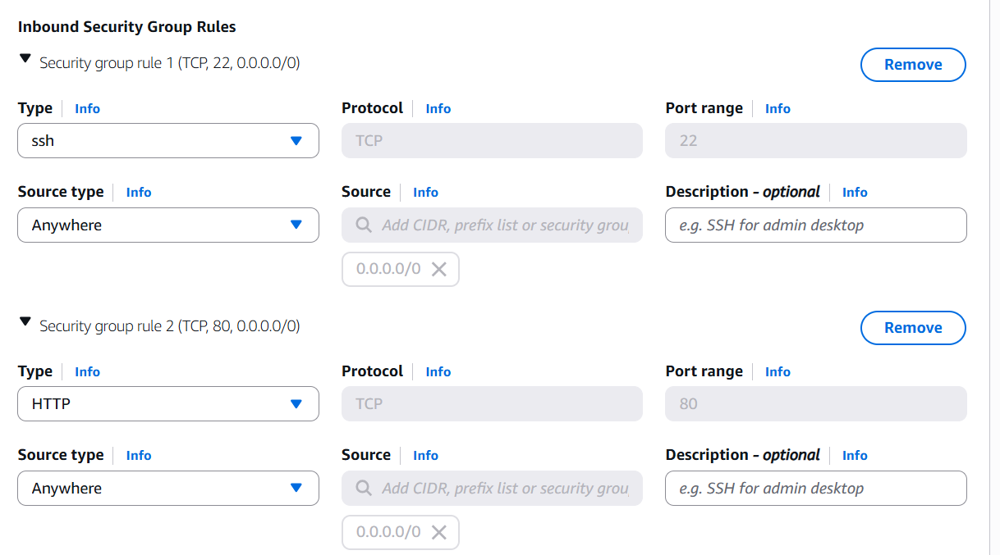 Inbound Security Group Rules
Security group rule 1 (TCP, 22, 0.0.0.0/0)
Remove
Type Info Protocol Info Port range Info
ssh TCP 22
Source type Info Source Info Description - optional Info
Anywhere Add CIDR, prefix list or security grou e.g. SSH for admin desktop
0.0.0.0/0
Security group rule 2 (TCP, 80, 0.0.0.0/0)
Remove
Type Info Protocol Info Port range Info
HTTP TCP 80
Source type Info Source Info Description - optional Info
Anywhere Add CIDR, prefix list or security grou e.g. SSH for admin desktop
0.0.0.0/0